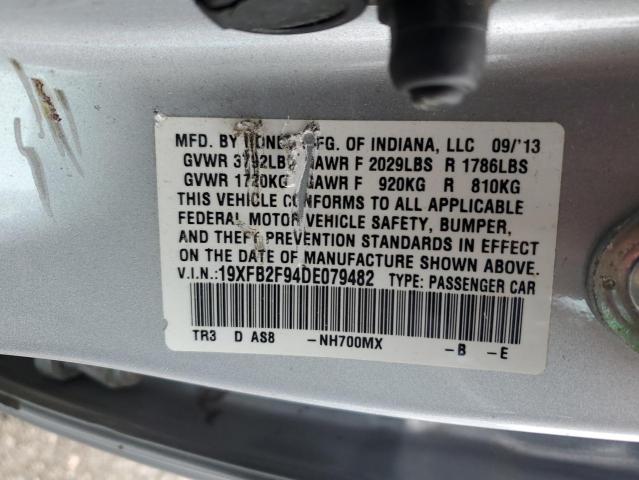 MFD. BY HONDA MFG. OF INDIANA, LLC 09/'13
GVWR 3792LBS GAWR F 2029LBS R 1786LBS
GVWR 1720KG GAWR F 920KG R 810KG
THIS VEHICLE CONFORMS TO ALL APPLICABLE
FEDERAL MOTOR VEHICLE SAFETY, BUMPER,
AND THEFT PREVENTION STANDARDS IN EFFECT
ON THE DATE OF MANUFACTURE SHOWN ABOVE.
V.I.N.:19XFB2F94DE079482 TYPE: PASSENGER CAR
TR3 D AS8 -NH700MX -B -E